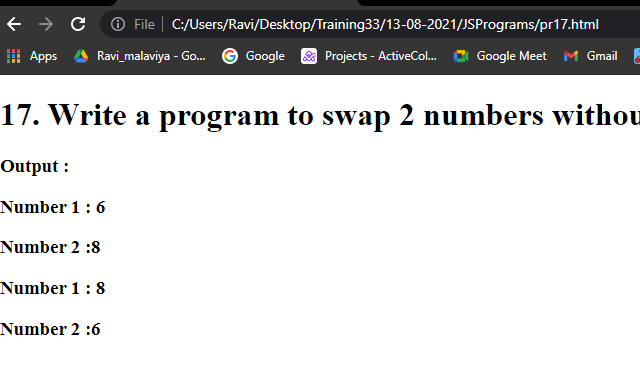 File C:/Users/Ravi/Desktop/Training33/13-08-2021/JSPrograms/pr17.html
Apps Ravi_malaviya - Go... Google Projects - ActiveCol... Google Meet Gmail
17. Write a program to swap 2 numbers withou
Output :
Number 1 : 6
Number 2 :8
Number 1 : 8
Number 2 :6